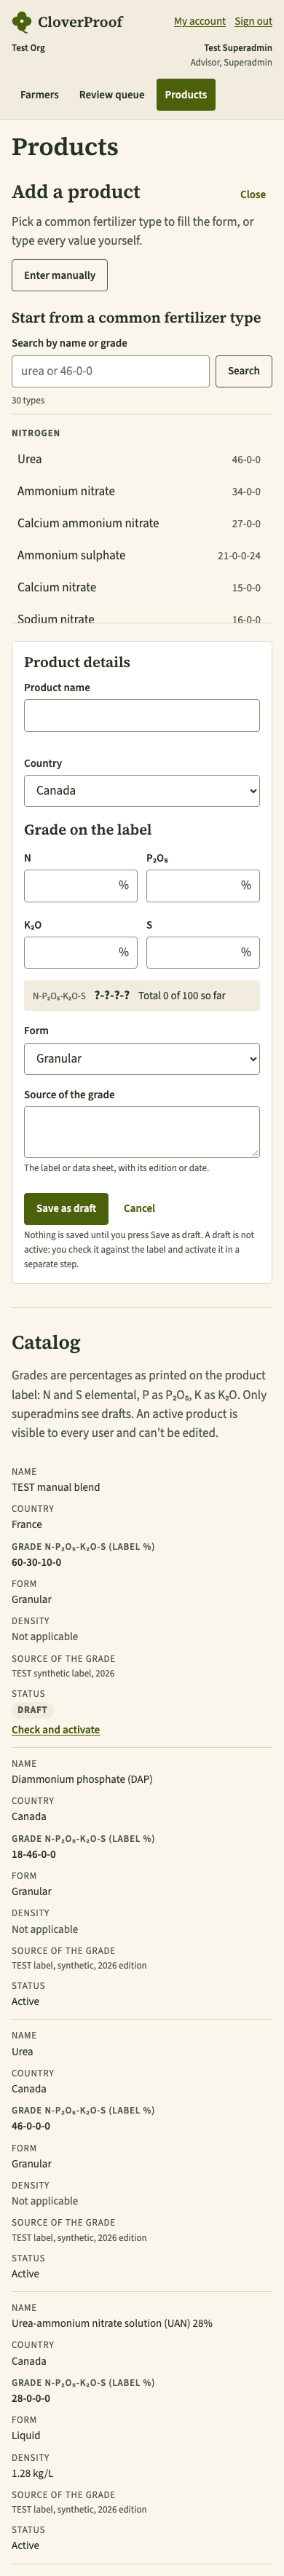 CloverProof
My account Sign out
Test Org
Test Superadmin
Advisor, Superadmin
Farmers Review queue Products
Products
Add a product Close
Pick a common fertilizer type to fill the form, or
type every value yourself.
Enter manually
Start from a common fertilizer type
Search by name or grade
urea or 46-0-0 Search
30 types
NITROGEN
Urea 46-0-0
Ammonium nitrate 34-0-0
Calcium ammonium nitrate 27-0-0
Ammonium sulphate 21-0-0-24
Calcium nitrate 15-0-0
Sodium nitrate 16-0-0
Product details
Product name
Country
Canada
Grade on the label
N P₂O₅
% %
K₂O S
% %
N-P₂O₅-K₂O-S ?-?-?-? Total 0 of 100 so far
Form
Granular
Source of the grade
The label or data sheet, with its edition or date.
Save as draft Cancel
Nothing is saved until you press Save as draft. A draft is not
active: you check it against the label and activate it in a
separate step.
Catalog
Grades are percentages as printed on the product
label: N and S elemental, P as P₂O₅, K as K₂O. Only
superadmins see drafts. An active product is
visible to every user and can't be edited.
NAME
TEST manual blend
COUNTRY
France
GRADE N-P₂O₅-K₂O-S (LABEL %)
60-30-10-0
FORM
Granular
DENSITY
Not applicable
SOURCE OF THE GRADE
TEST synthetic label, 2026
STATUS
DRAFT
Check and activate
NAME
Diammonium phosphate (DAP)
COUNTRY
Canada
GRADE N-P₂O₅-K₂O-S (LABEL %)
18-46-0-0
FORM
Granular
DENSITY
Not applicable
SOURCE OF THE GRADE
TEST label, synthetic, 2026 edition
STATUS
Active
NAME
Urea
COUNTRY
Canada
GRADE N-P₂O₅-K₂O-S (LABEL %)
46-0-0-0
FORM
Granular
DENSITY
Not applicable
SOURCE OF THE GRADE
TEST label, synthetic, 2026 edition
STATUS
Active
NAME
Urea-ammonium nitrate solution (UAN) 28%
COUNTRY
Canada
GRADE N-P₂O₅-K₂O-S (LABEL %)
28-0-0-0
FORM
Liquid
DENSITY
1.28 kg/L
SOURCE OF THE GRADE
TEST label, synthetic, 2026 edition
STATUS
Active